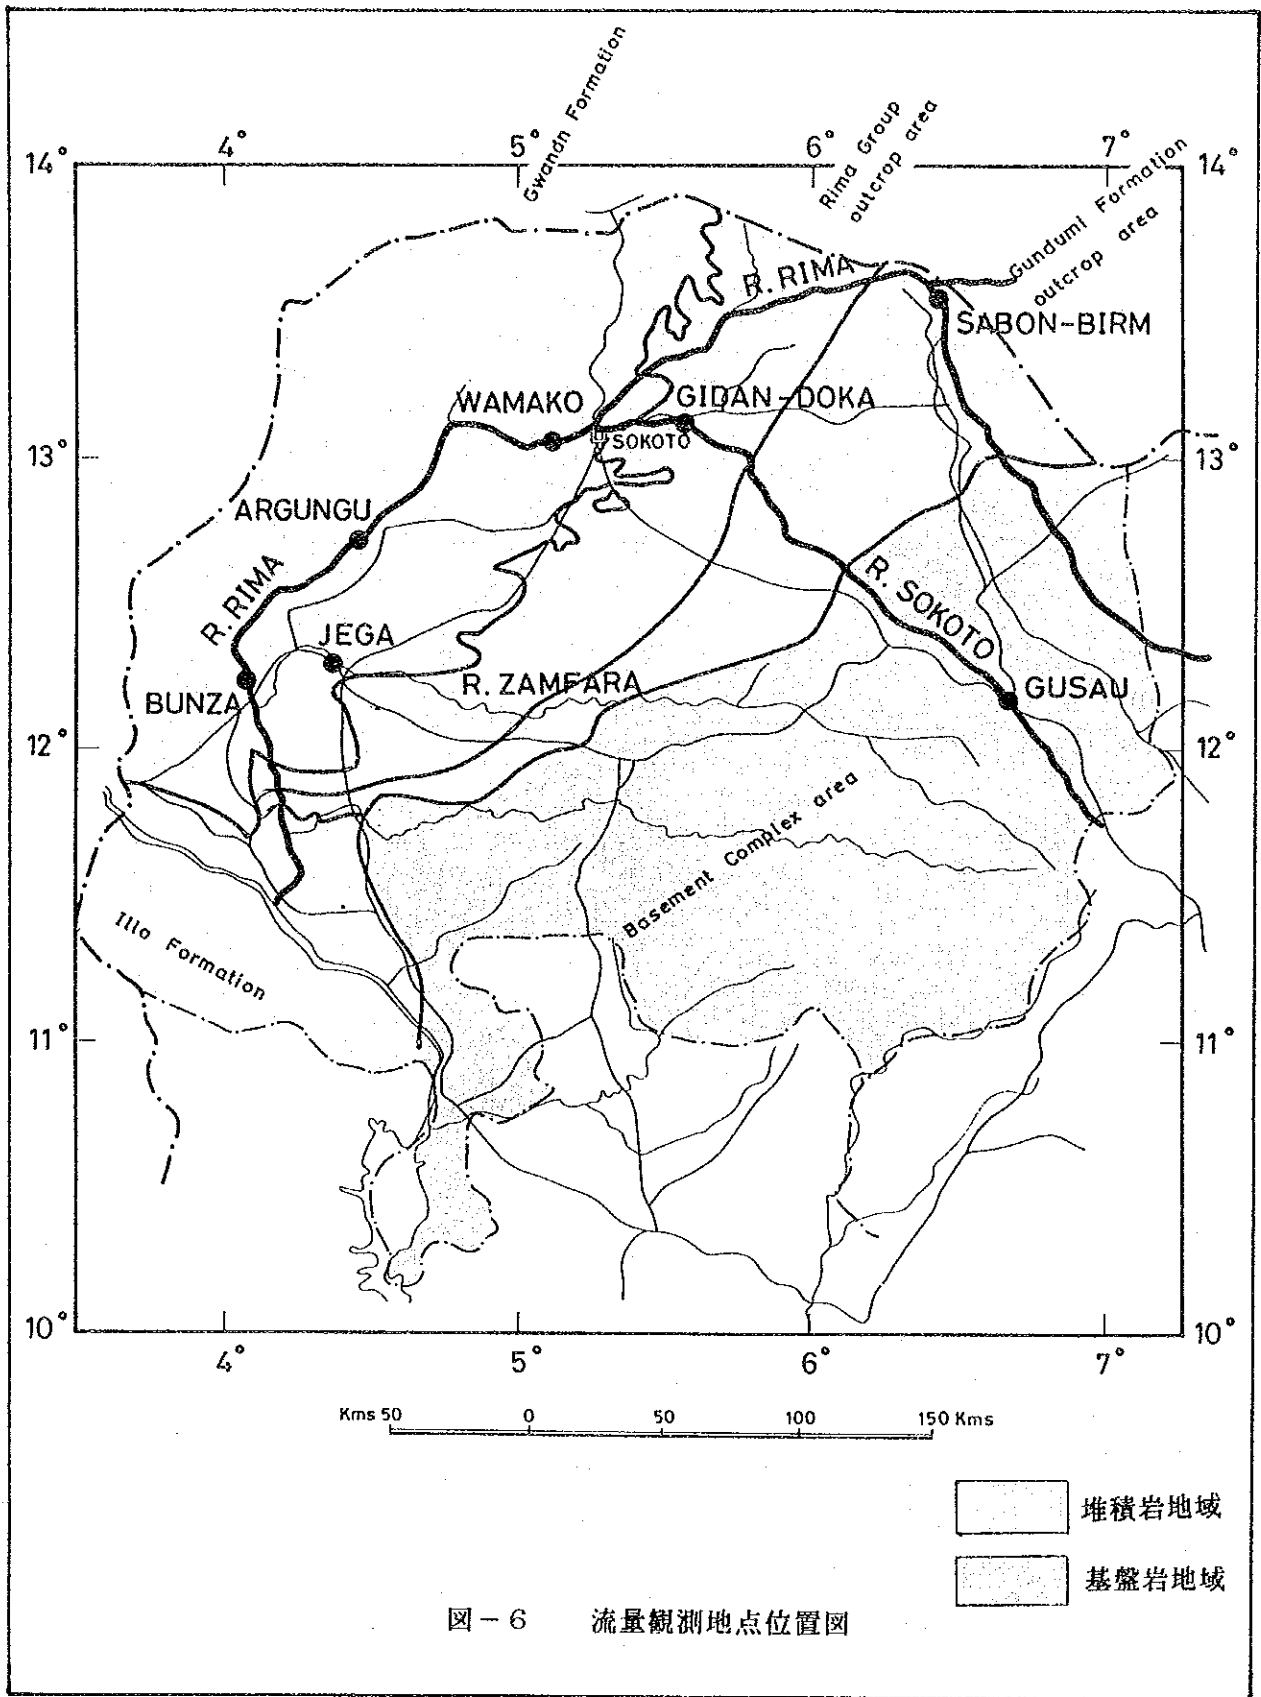 Gwandn Formation
Rima Group
outcrop area
Gundumi Formation
outcrop area
4°
5°
6°
7°
14°
14°
R. RIMA
SABON-BIRM
WAMAKO
GIDAN-DOKA
SOKOTO
13°
13°
ARGUNGU
R. RIMA
R. SOKOTO
JEGA
BUNZA
R. ZAMFARA
GUSAU
12°
12°
Basement Complex area
Illo Formation
11°
11°
10°
10°
4°
5°
6°
7°
Kms 50 0 50 100 150 Kms
堆積岩地域
基盤岩地域
図-6 流量観測地点位置図